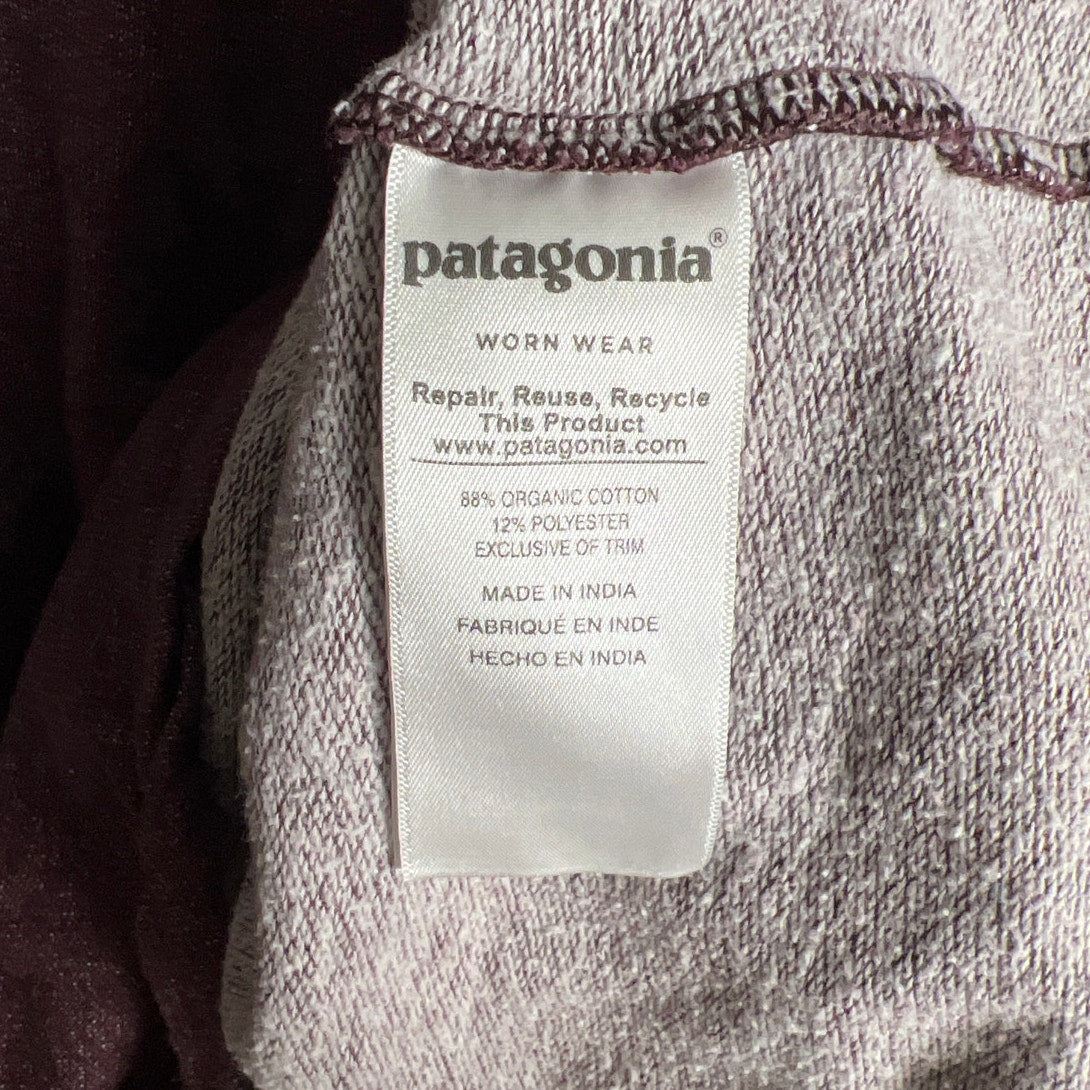 patagonia®
WORN WEAR
Repair, Reuse, Recycle
This Product
www.patagonia.com
88% ORGANIC COTTON
12% POLYESTER
EXCLUSIVE OF TRIM
MADE IN INDIA
FABRIQUÉ EN INDE
HECHO EN INDIA